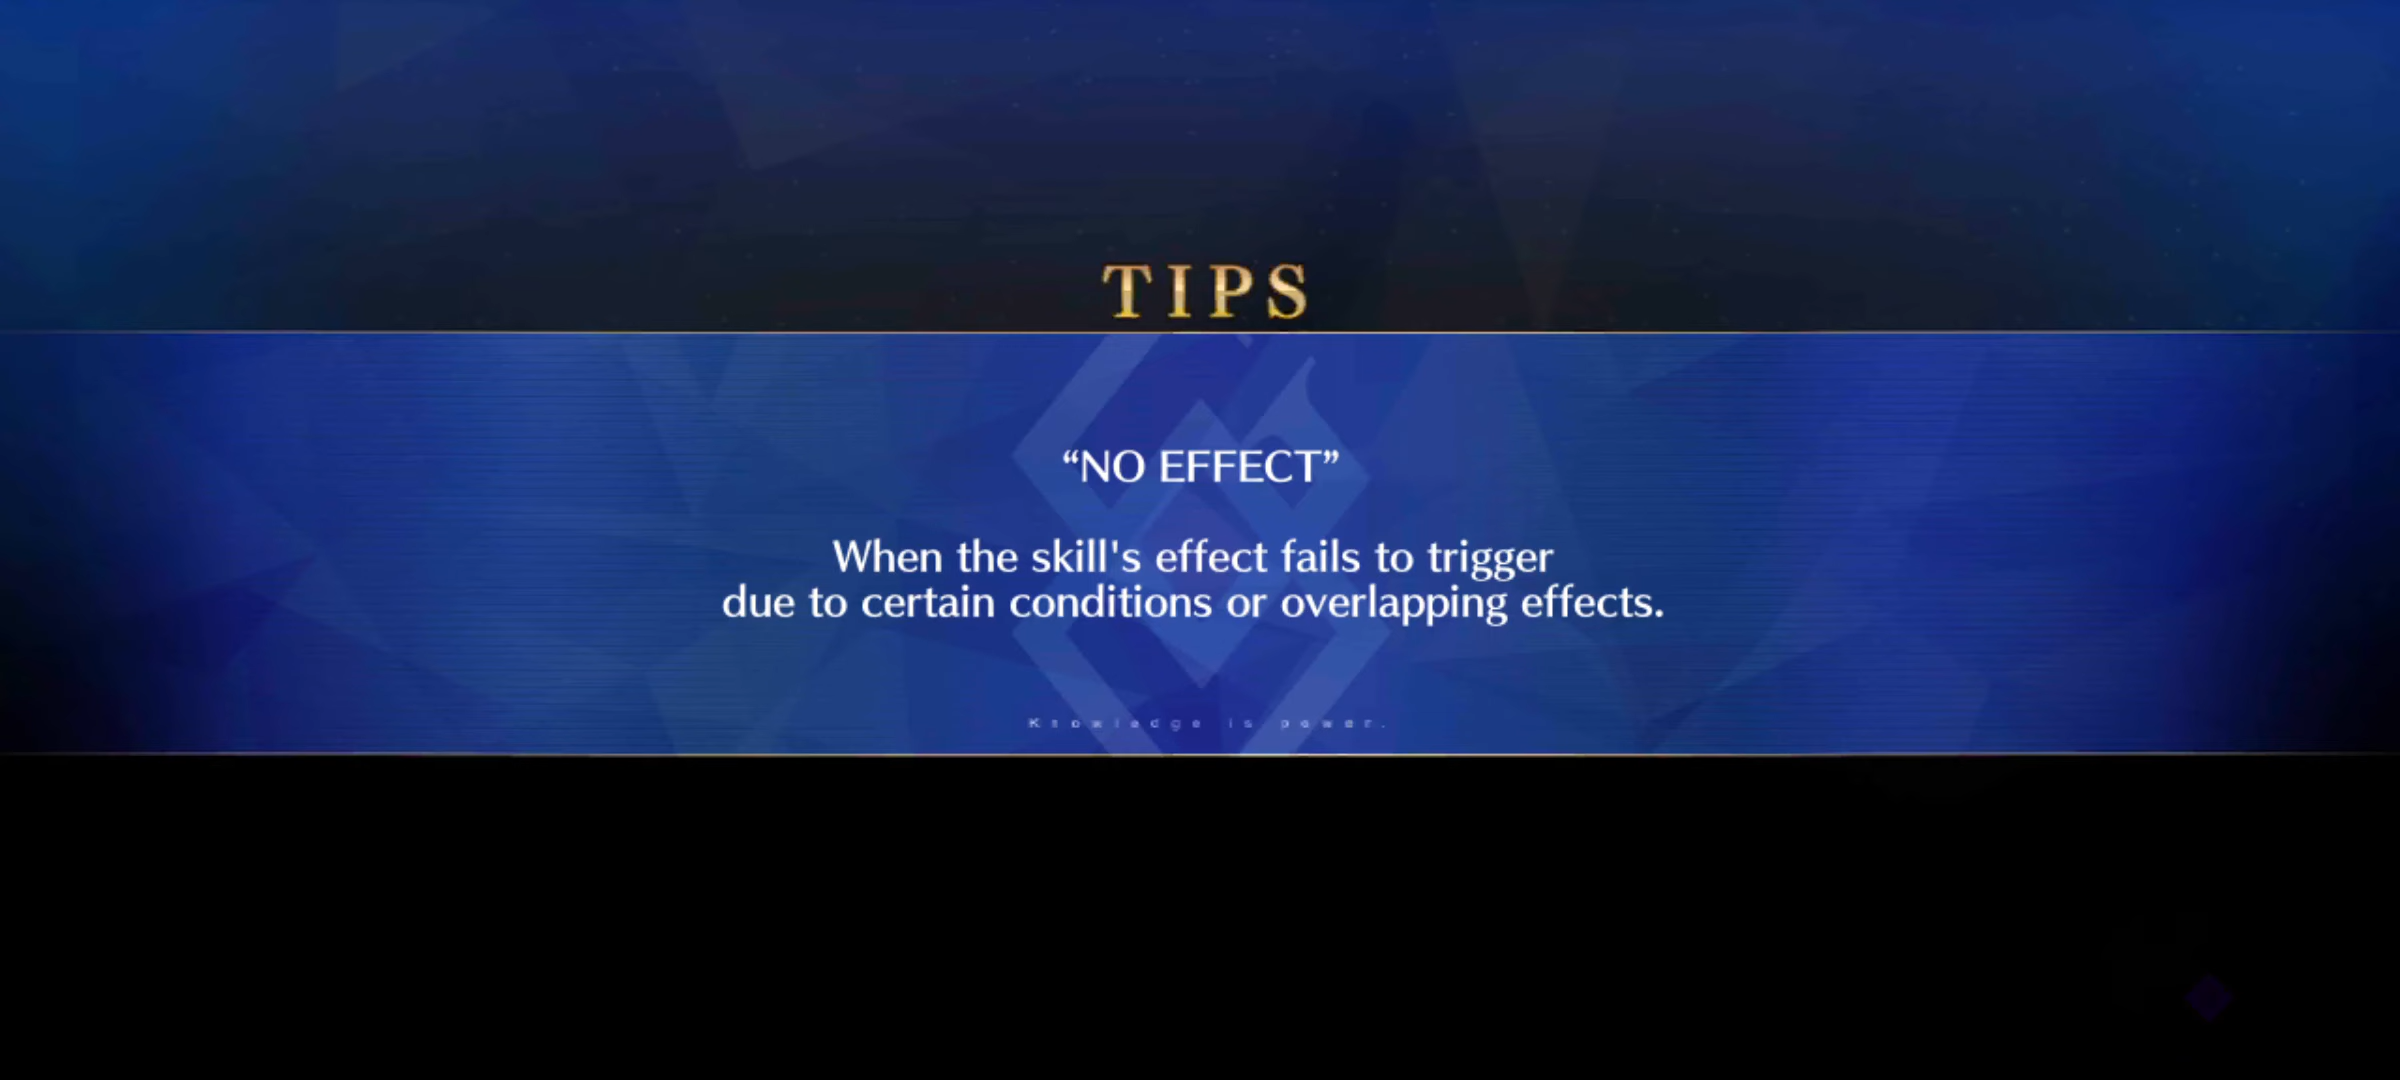 TIPS
“NO EFFECT”
When the skill's effect fails to trigger
due to certain conditions or overlapping effects.
Knowledge is power.